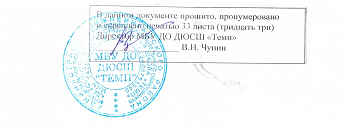 В данном документе прошито, пронумеровано
и скреплено печатью 33 листа (тридцать три)
Директор МБУ ДО ДЮСШ «Темп»
В.Н. Чупин
МБУ ДО
ДЮСШ
"ТЕМП"